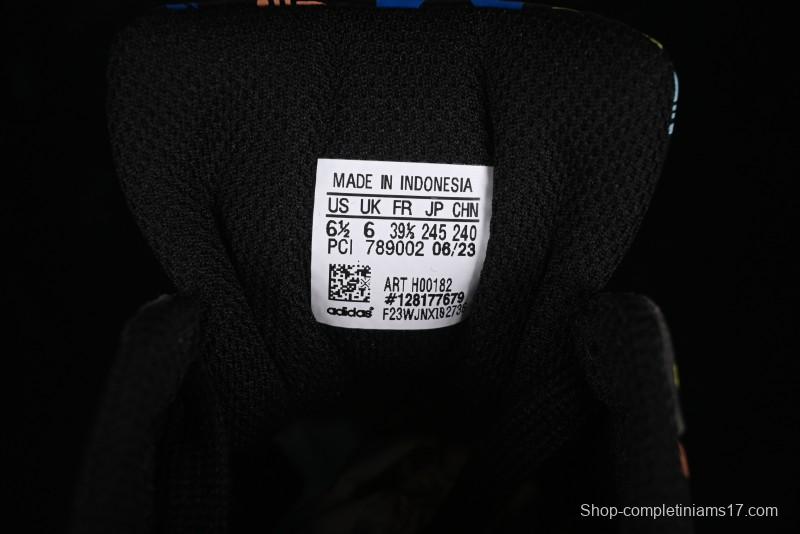 MADE IN INDONESIA
US UK FR JP CHN
6½ 6 39⅓ 245 240
PCI 789002 06/23
ART H00182
#128177679
adidas
Shop-completiniams17.com